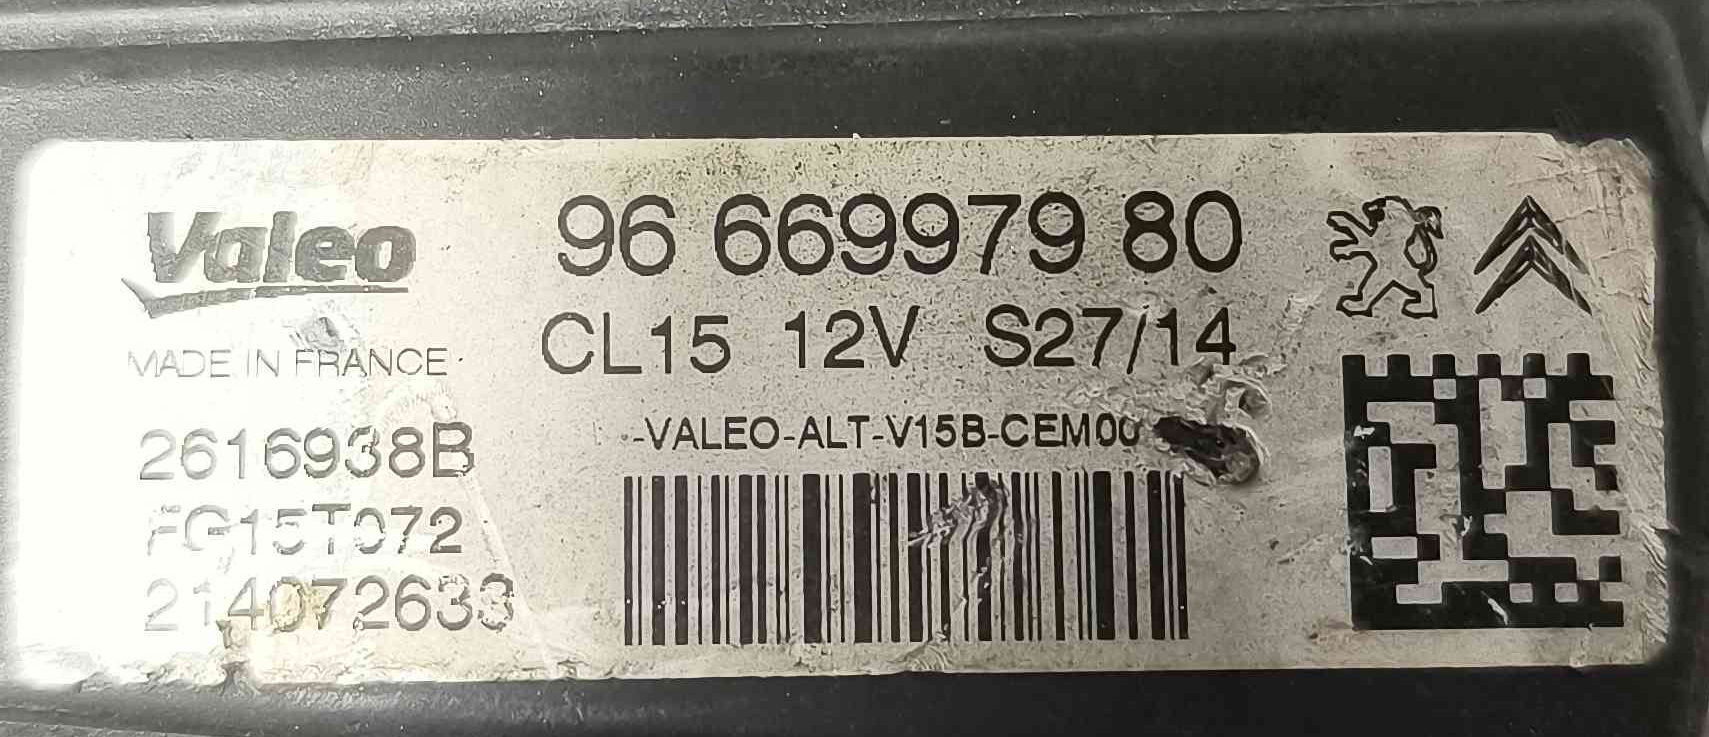 Valeo
96 669979 80
CL15 12V S27/14
MADE IN FRANCE
-VALEO-ALT-V15B-CEM00
2616938B
FG15T072
214072633